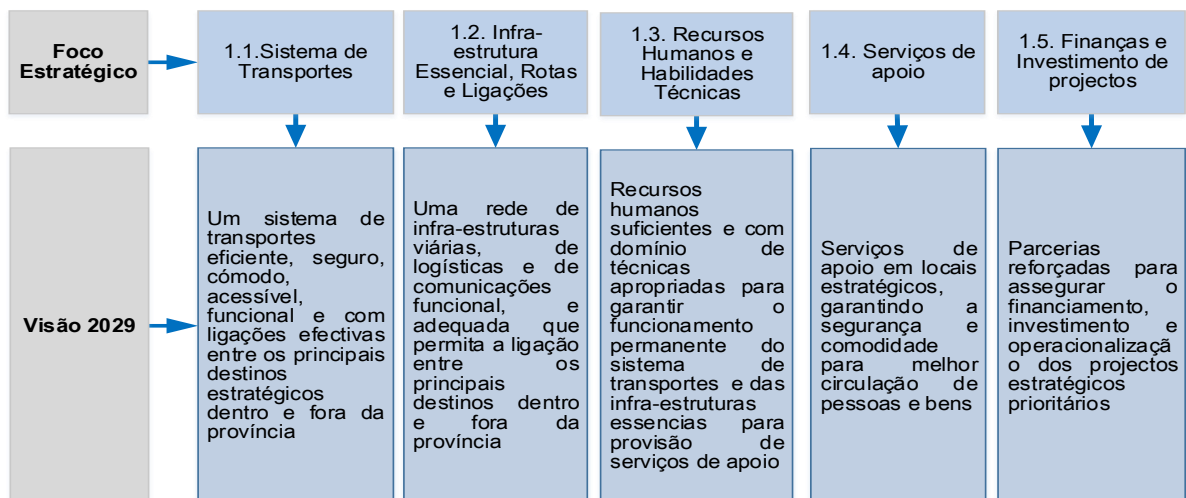 Foco
Estratégico
1.1.Sistema de
Transportes
1.2. Infra-
estrutura
Essencial, Rotas
e Ligações
1.3. Recursos
Humanos e
Habilidades
Técnicas
1.4. Serviços de
apoio
1.5. Finanças e
Investimento de
projectos
Visão 2029
Um sistema de
transportes
eficiente, seguro,
cómodo,
acessível,
funcional e com
ligações efectivas
entre os principais
destinos
estratégicos
dentro e fora da
província
Uma rede de
infra-estruturas
viárias, de
logísticas e de
comunicações
funcional, e
adequada que
permita a ligação
entre os
principais
destinos dentro
e fora da
província
Recursos
humanos
suficientes e com
domínio de
técnicas
apropriadas para
garantir o
funcionamento
permanente do
sistema de
transportes e das
infra-estruturas
essencias para
provisão de
serviços de apoio
Serviços de
apoio em locais
estratégicos,
garantindo a
segurança e
comodidade
para melhor
circulação de
pessoas e bens
Parcerias
reforçadas para
assegurar o
financiamento,
investimento e
operacionalizaçã
o dos projectos
estratégicos
prioritários